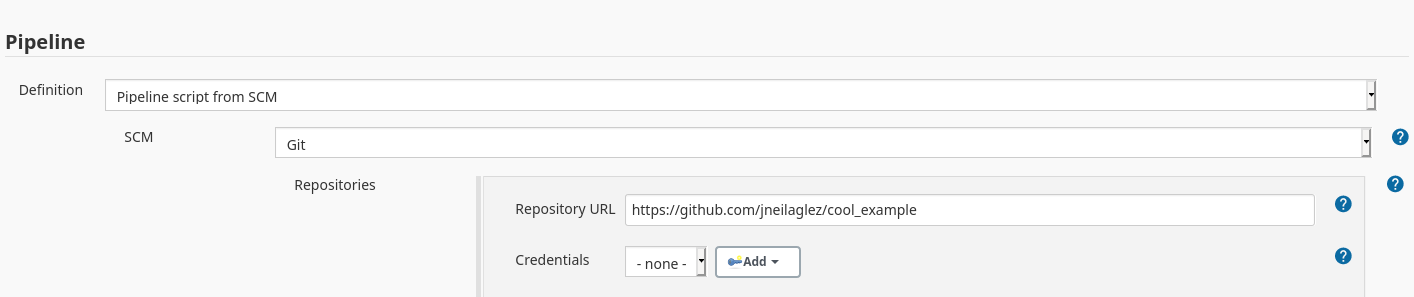 Pipeline
Definition
Pipeline script from SCM
SCM
Git
?
Repositories
?
Repository URL
https://github.com/jneilaglez/cool_example
?
Credentials
- none -
Add
?